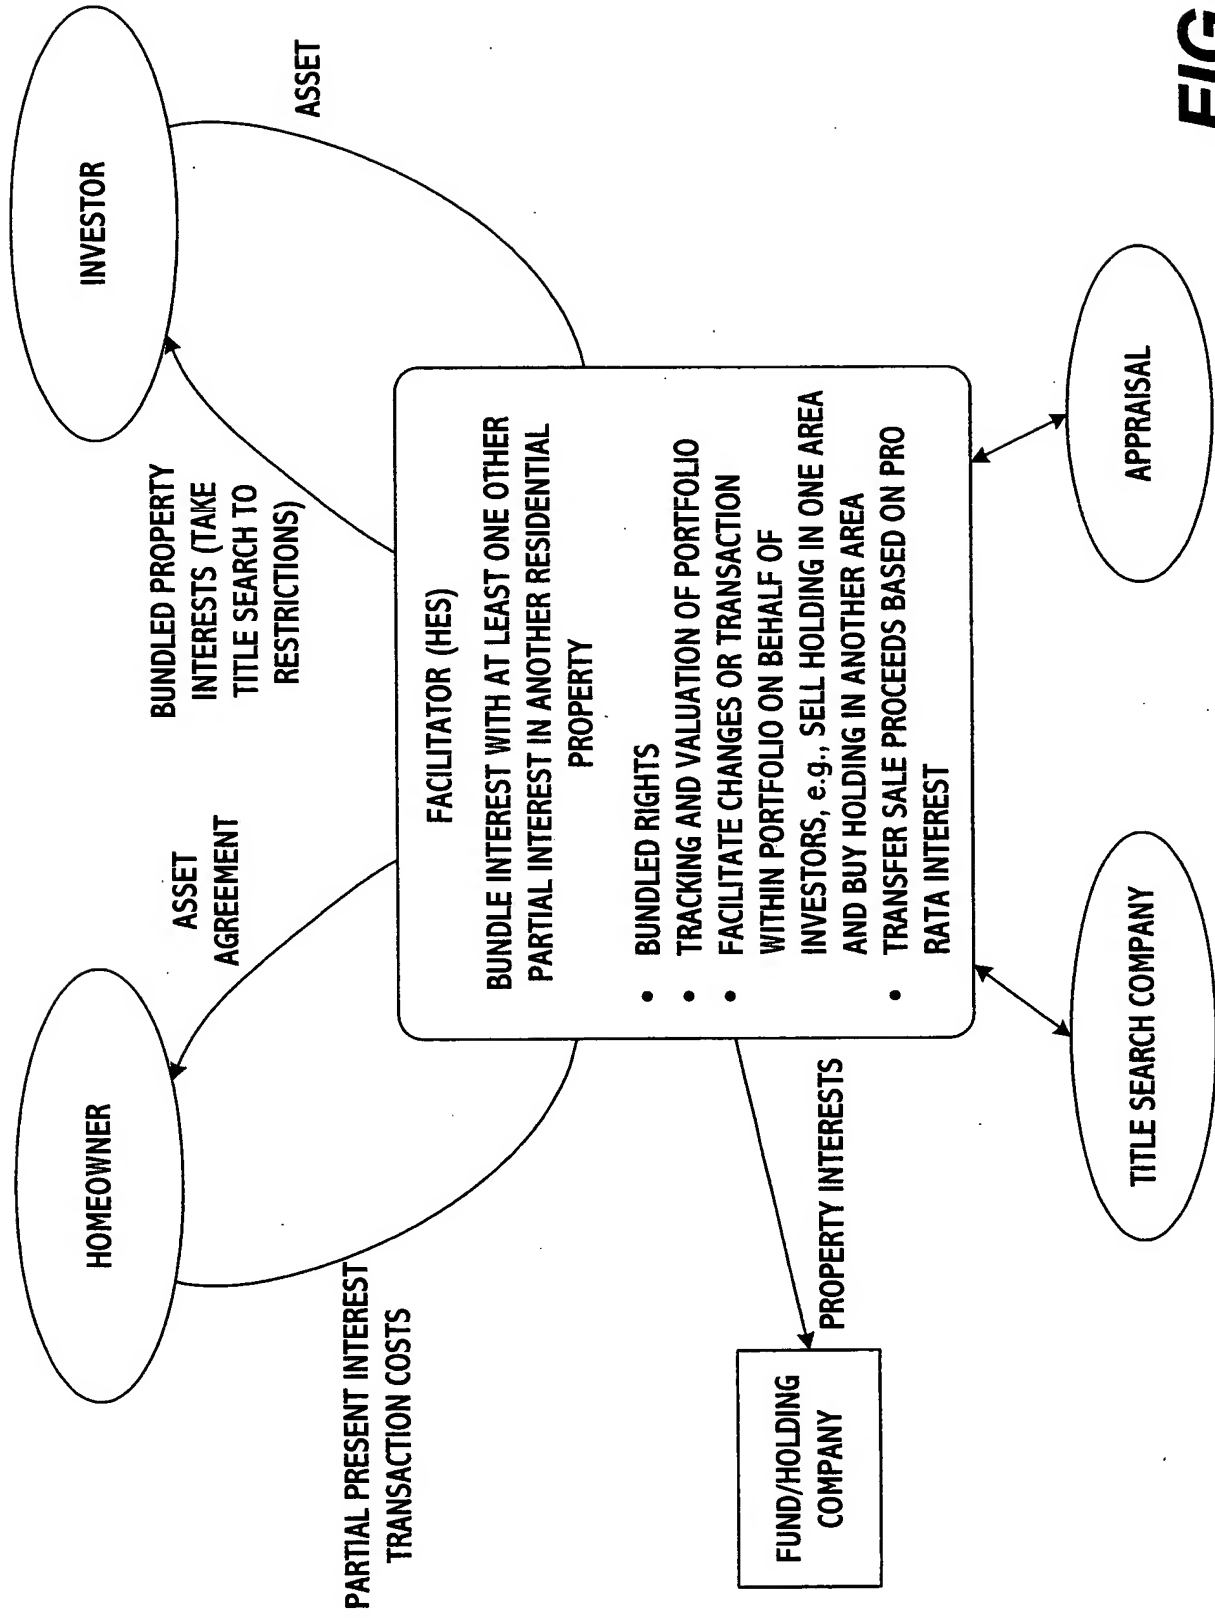 HOMEOWNER
INVESTOR
ASSET
AGREEMENT
BUNDLED PROPERTY
INTERESTS (TAKE
TITLE SEARCH TO
RESTRICTIONS)
ASSET
PARTIAL PRESENT INTEREST
TRANSACTION COSTS
FACILITATOR (HES)
BUNDLE INTEREST WITH AT LEAST ONE OTHER
PARTIAL INTEREST IN ANOTHER RESIDENTIAL
PROPERTY
• BUNDLED RIGHTS
• TRACKING AND VALUATION OF PORTFOLIO
• FACILITATE CHANGES OR TRANSACTION
WITHIN PORTFOLIO ON BEHALF OF
INVESTORS, e.g., SELL HOLDING IN ONE AREA
AND BUY HOLDING IN ANOTHER AREA
• TRANSFER SALE PROCEEDS BASED ON PRO
RATA INTEREST
PROPERTY INTERESTS
FUND/HOLDING
COMPANY
TITLE SEARCH COMPANY
APPRAISAL
FIG